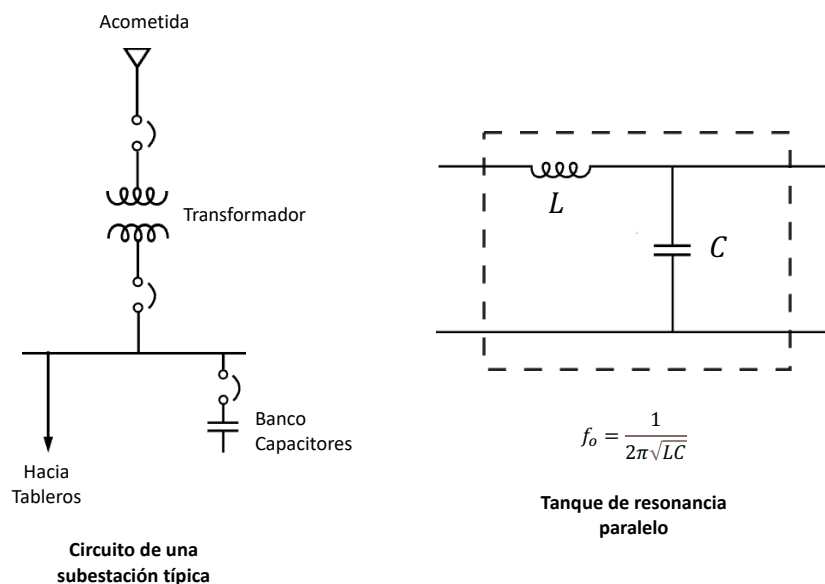 Acometida
Transformador
Banco
Capacitores
Hacia
Tableros
Circuito de una
subestación típica
L
C
f_o = 1 / 2π√LC
Tanque de resonancia
paralelo